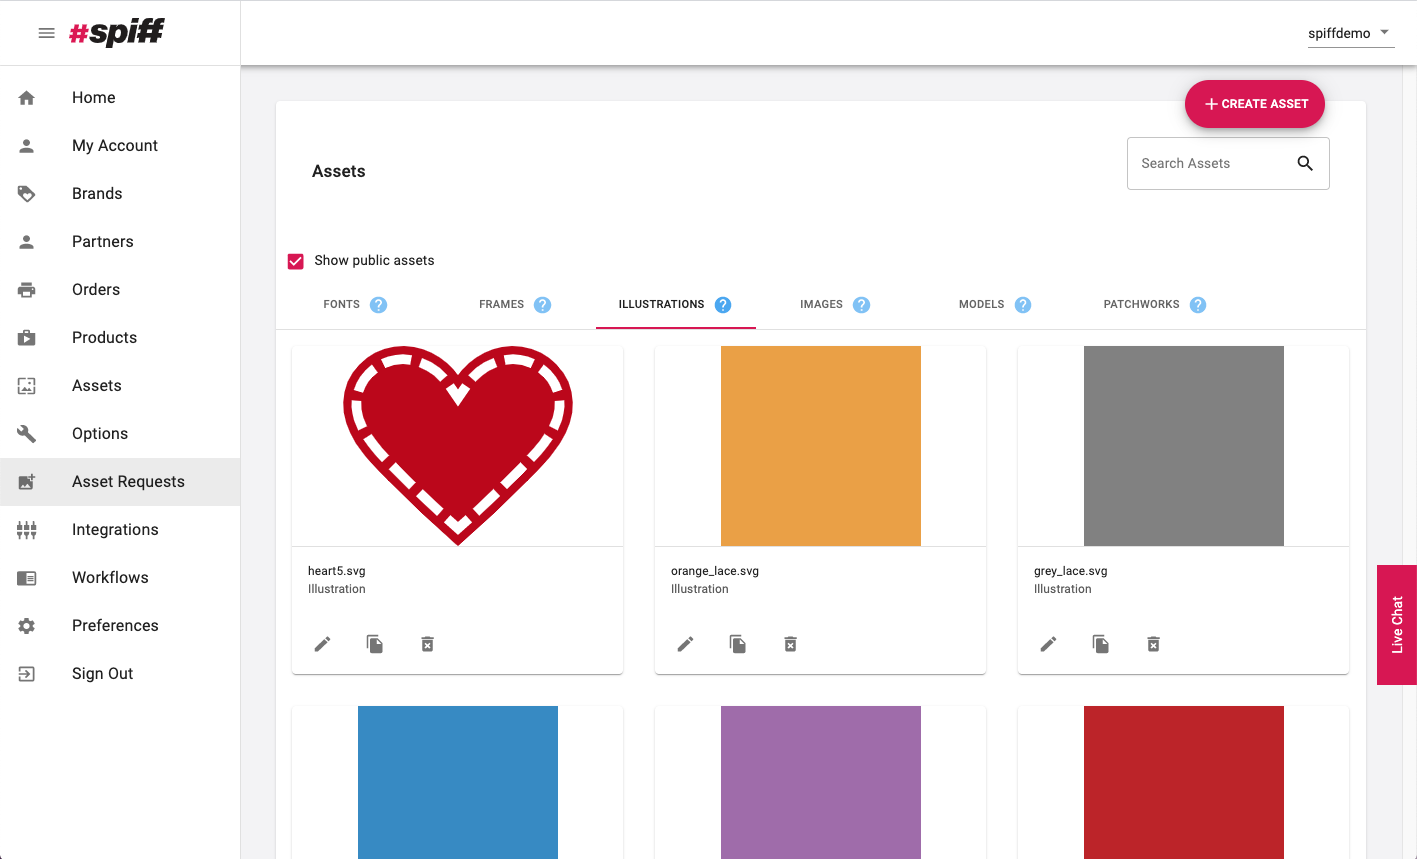 #spiff
spiffdemo
Home
My Account
Brands
Partners
Orders
Products
Assets
Options
Asset Requests
Integrations
Workflows
Preferences
Sign Out
+ CREATE ASSET
Assets
Search Assets
Show public assets
FONTS ? FRAMES ? ILLUSTRATIONS ? IMAGES ? MODELS ? PATCHWORKS ?
heart5.svg
Illustration
orange_lace.svg
Illustration
grey_lace.svg
Illustration
Live Chat